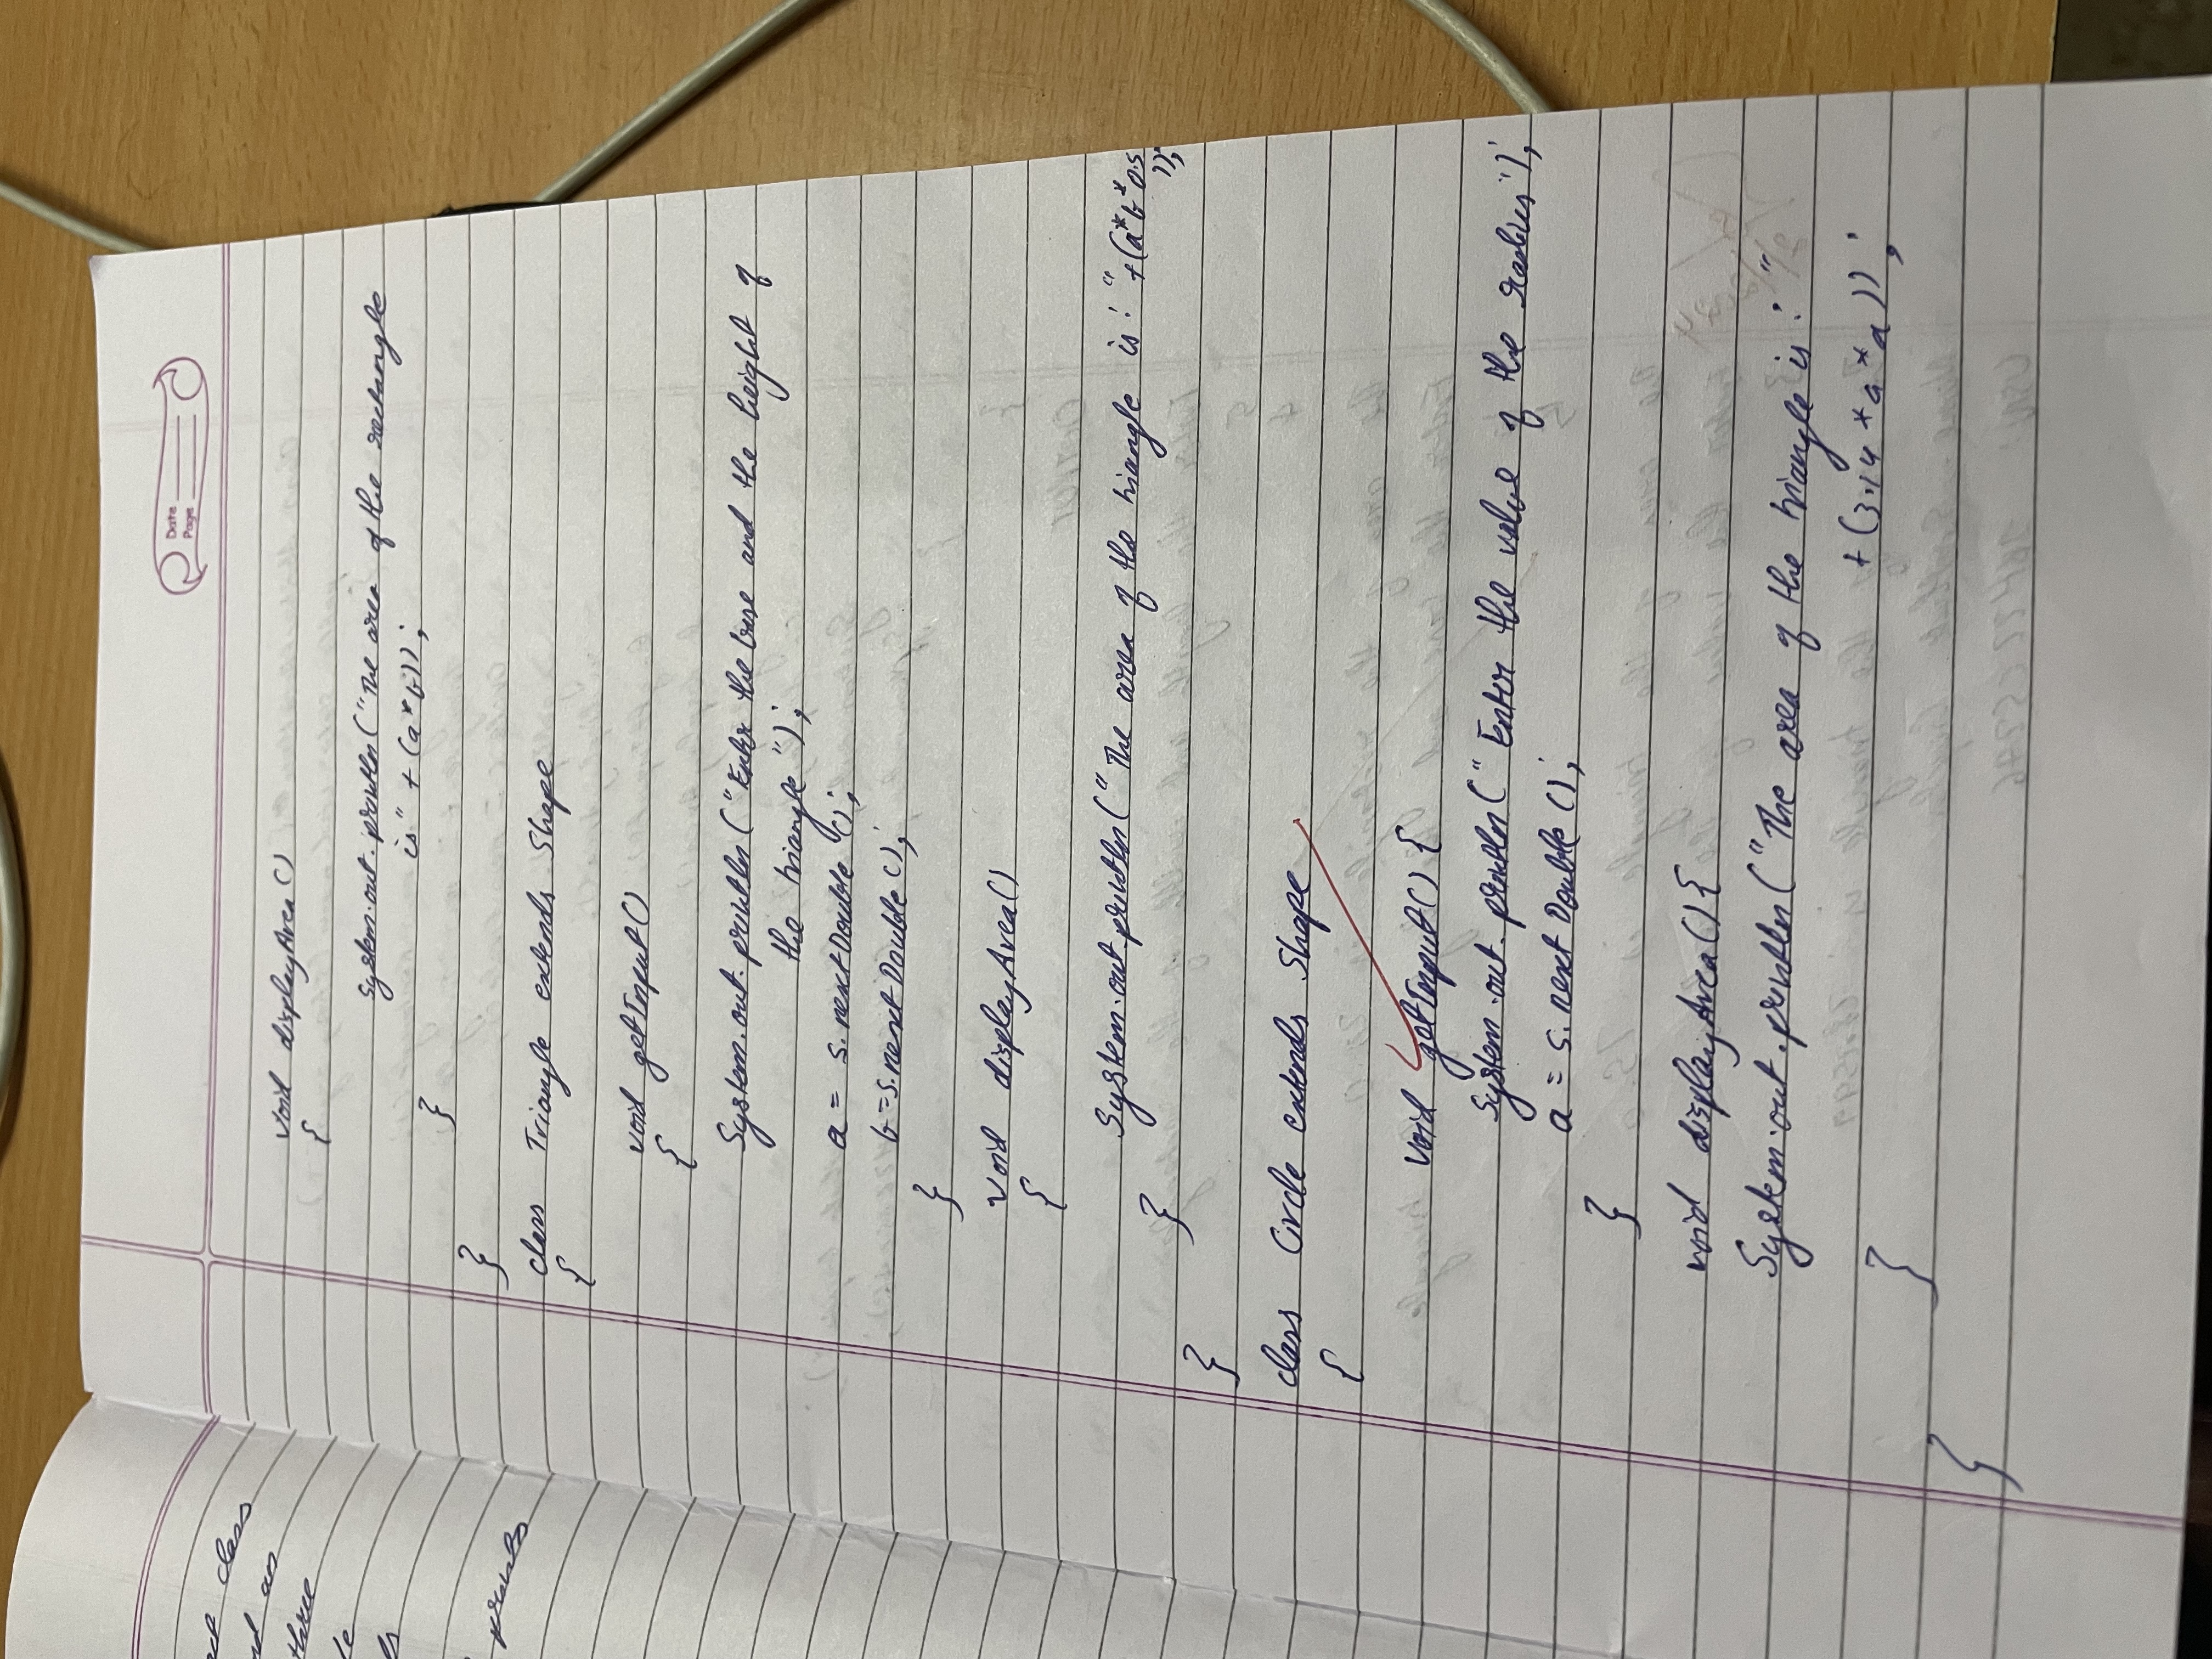 act class
nd an
three
le
ls
prints
Date
Page
void displayArea()
{
System.out.println("The area of the rectangle
is" + (a*b));
}
}
class Triangle extends Shape
{
void getInput()
{
System.out.println("Enter the base and the height of
the triangle");
a = s.nextDouble();
b=s.nextDouble();
}
void displayArea()
{
System.out.println("The area of the triangle is: "+(a*b*0.5
));
}
}
class Circle extends Shape
{
void getInput(){
System.out.println("Enter the value of the radius");
a = s.nextDouble();
}
void displayArea(){
System.out.println("The area of the triangle is: "
+(3.14*a*a));
}
}